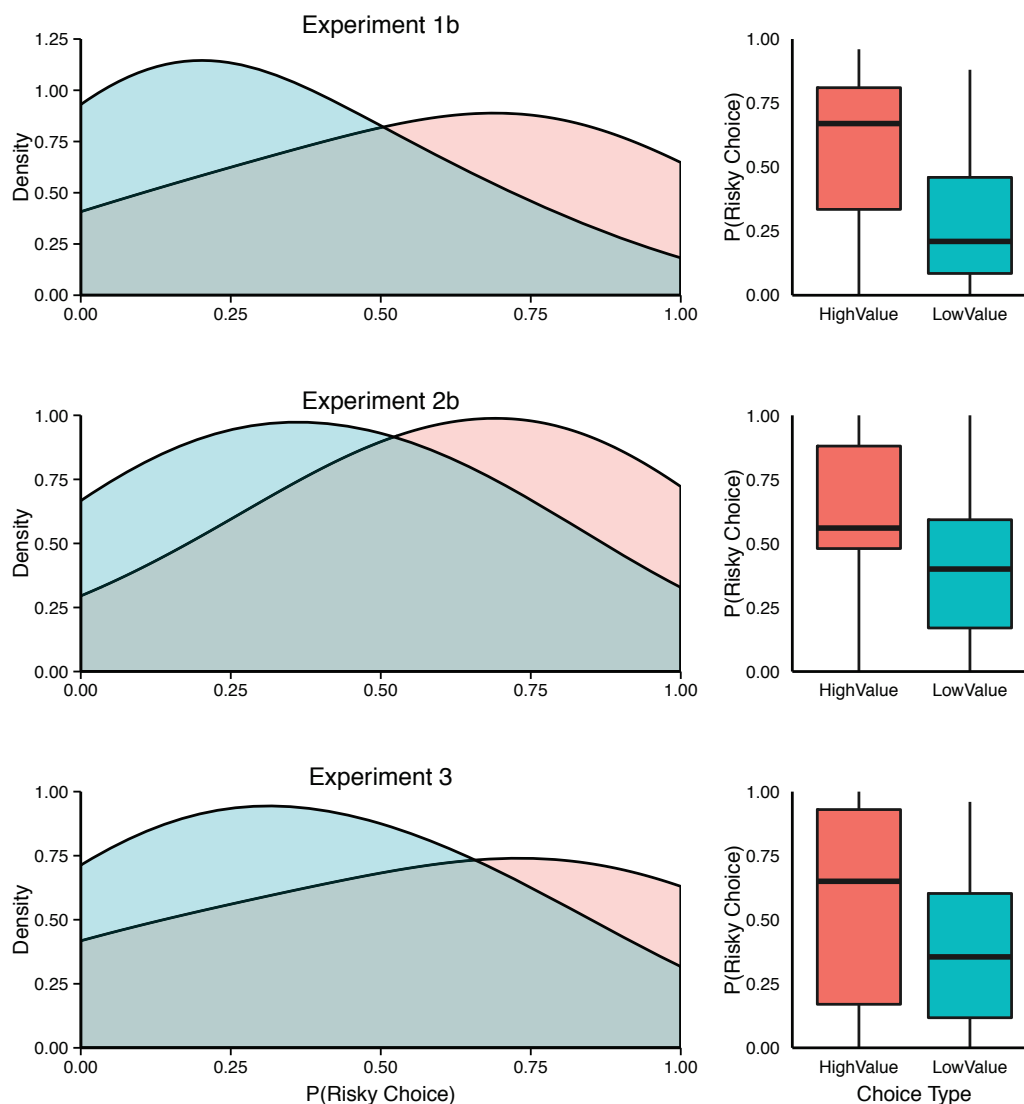 Experiment 1b
1.25
1.00
0.75
0.50
0.25
0.00
Density
0.00 0.25 0.50 0.75 1.00
1.00
0.75
0.50
0.25
0.00
P(Risky Choice)
HighValue LowValue
Experiment 2b
1.00
0.75
0.50
0.25
0.00
Density
0.00 0.25 0.50 0.75 1.00
1.00
0.75
0.50
0.25
0.00
P(Risky Choice)
HighValue LowValue
Experiment 3
1.00
0.75
0.50
0.25
0.00
Density
0.00 0.25 0.50 0.75 1.00
P(Risky Choice)
1.00
0.75
0.50
0.25
0.00
P(Risky Choice)
HighValue LowValue
Choice Type